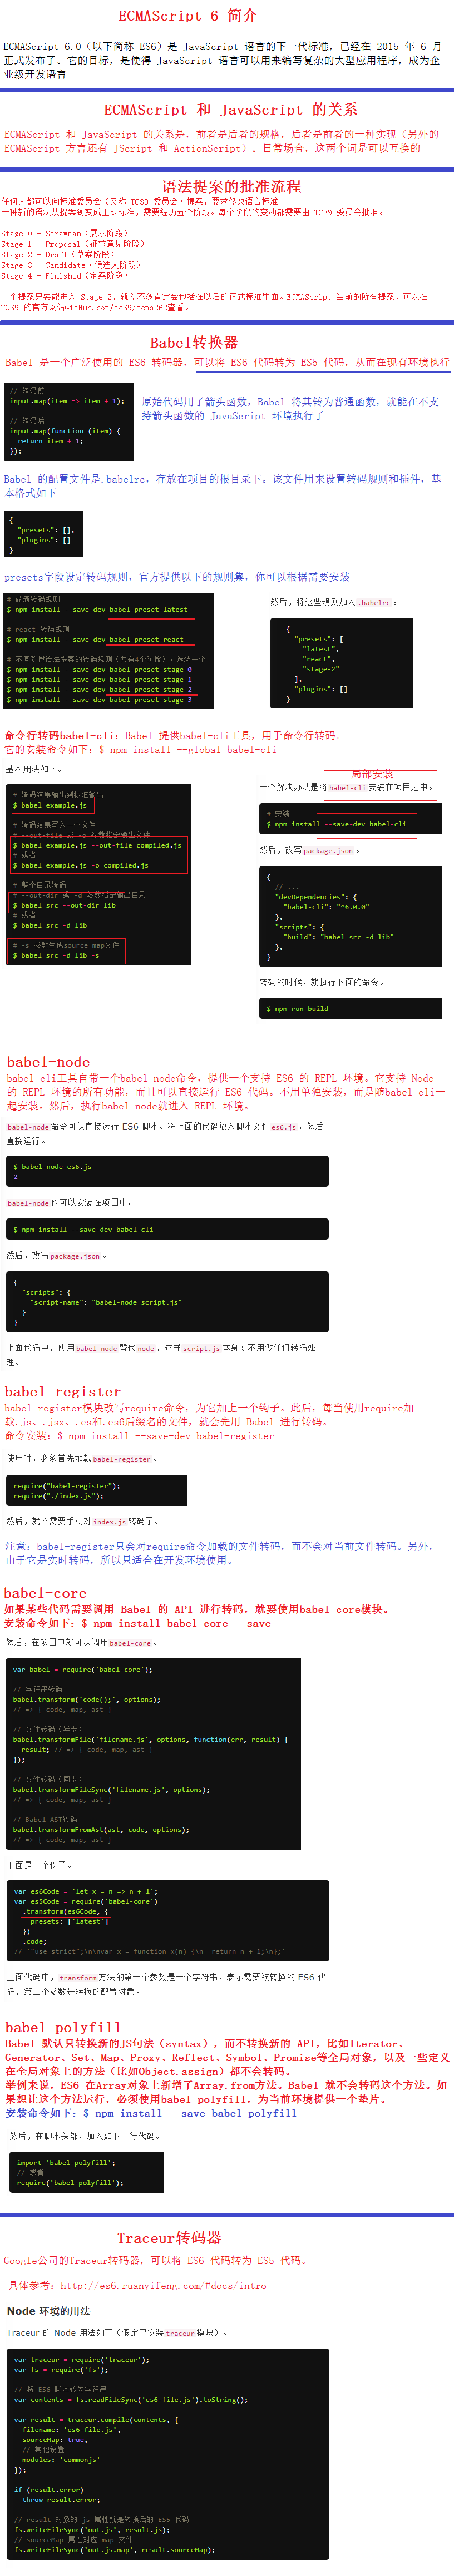 ECMAScript 6 简介
ECMAScript 6.0（以下简称 ES6）是 JavaScript 语言的下一代标准，已经在 2015 年 6 月
正式发布了。它的目标，是使得 JavaScript 语言可以用来编写复杂的大型应用程序，成为企
业级开发语言
ECMAScript 和 JavaScript 的关系
ECMAScript 和 JavaScript 的关系是，前者是后者的规格，后者是前者的一种实现（另外的
ECMAScript 方言还有 JScript 和 ActionScript）。日常场合，这两个词是可以互换的
语法提案的批准流程
任何人都可以向标准委员会（又称 TC39 委员会）提案，要求修改语言标准。
一种新的语法从提案到变成正式标准，需要经历五个阶段。每个阶段的变动都需要由 TC39 委员会批准。
Stage 0 - Strawman（展示阶段）
Stage 1 - Proposal（征求意见阶段）
Stage 2 - Draft（草案阶段）
Stage 3 - Candidate（候选人阶段）
Stage 4 - Finished（定案阶段）
一个提案只要能进入 Stage 2，就差不多肯定会包括在以后的正式标准里面。ECMAScript 当前的所有提案，可以在
TC39 的官方网站GitHub.com/tc39/ecma262查看。
Babel转换器
Babel 是一个广泛使用的 ES6 转码器，可以将 ES6 代码转为 ES5 代码，从而在现有环境执行
// 转码前
input.map(item => item + 1);
// 转码后
input.map(function (item) {
return item + 1;
});
原始代码用了箭头函数，Babel 将其转为普通函数，就能在不支
持箭头函数的 JavaScript 环境执行了
Babel 的配置文件是.babelrc，存放在项目的根目录下。该文件用来设置转码规则和插件，基
本格式如下
{
"presets": [],
"plugins": []
}
presets字段设定转码规则，官方提供以下的规则集，你可以根据需要安装
# 最新转码规则
$ npm install --save-dev babel-preset-latest
# react 转码规则
$ npm install --save-dev babel-preset-react
# 不同阶段语法提案的转码规则（共有4个阶段），选装一个
$ npm install --save-dev babel-preset-stage-0
$ npm install --save-dev babel-preset-stage-1
$ npm install --save-dev babel-preset-stage-2
$ npm install --save-dev babel-preset-stage-3
然后，将这些规则加入.babelrc。
{
"presets": [
"latest",
"react",
"stage-2"
],
"plugins": []
}
命令行转码babel-cli：Babel 提供babel-cli工具，用于命令行转码。
它的安装命令如下：$ npm install --global babel-cli
基本用法如下。
# 转码结果输出到标准输出
$ babel example.js
# 转码结果写入一个文件
# --out-file 或 -o 参数指定输出文件
$ babel example.js --out-file compiled.js
# 或者
$ babel example.js -o compiled.js
# 整个目录转码
# --out-dir 或 -d 参数指定输出目录
$ babel src --out-dir lib
# 或者
$ babel src -d lib
# -s 参数生成source map文件
$ babel src -d lib -s
局部安装
一个解决办法是将babel-cli安装在项目之中。
# 安装
$ npm install --save-dev babel-cli
然后，改写package.json。
{
// ...
"devDependencies": {
"babel-cli": "^6.0.0"
},
"scripts": {
"build": "babel src -d lib"
},
}
转码的时候，就执行下面的命令。
$ npm run build
babel-node
babel-cli工具自带一个babel-node命令，提供一个支持 ES6 的 REPL 环境。它支持 Node
的 REPL 环境的所有功能，而且可以直接运行 ES6 代码。不用单独安装，而是随babel-cli一
起安装。然后，执行babel-node就进入 REPL 环境。
babel-node命令可以直接运行 ES6 脚本。将上面的代码放入脚本文件es6.js，然后
直接运行。
$ babel-node es6.js
2
babel-node也可以安装在项目中。
$ npm install --save-dev babel-cli
然后，改写package.json。
{
"scripts": {
"script-name": "babel-node script.js"
}
}
上面代码中，使用babel-node替代node，这样script.js本身就不用做任何转码处
理。
babel-register
babel-register模块改写require命令，为它加上一个钩子。此后，每当使用require加
载.js、.jsx、.es和.es6后缀名的文件，就会先用 Babel 进行转码。
命令安装：$ npm install --save-dev babel-register
使用时，必须首先加载babel-register。
require("babel-register");
require("./index.js");
然后，就不需要手动对index.js转码了。
注意：babel-register只会对require命令加载的文件转码，而不会对当前文件转码。另外，
由于它是实时转码，所以只适合在开发环境使用。
babel-core
如果某些代码需要调用 Babel 的 API 进行转码，就要使用babel-core模块。
安装命令如下：$ npm install babel-core --save
然后，在项目中就可以调用babel-core。
var babel = require('babel-core');
// 字符串转码
babel.transform('code();', options);
// => { code, map, ast }
// 文件转码（异步）
babel.transformFile('filename.js', options, function(err, result) {
result; // => { code, map, ast }
});
// 文件转码（同步）
babel.transformFileSync('filename.js', options);
// => { code, map, ast }
// Babel AST转码
babel.transformFromAst(ast, code, options);
// => { code, map, ast }
下面是一个例子。
var es6Code = 'let x = n => n + 1';
var es5Code = require('babel-core')
.transform(es6Code, {
presets: ['latest']
})
.code;
// '"use strict";\n\nvar x = function x(n) {\n  return n + 1;\n};'
上面代码中，transform方法的第一个参数是一个字符串，表示需要被转换的 ES6 代
码，第二个参数是转换的配置对象。
babel-polyfill
Babel 默认只转换新的JS句法（syntax），而不转换新的 API，比如Iterator、
Generator、Set、Map、Proxy、Reflect、Symbol、Promise等全局对象，以及一些定义
在全局对象上的方法（比如Object.assign）都不会转码。
举例来说，ES6 在Array对象上新增了Array.from方法。Babel 就不会转码这个方法。如
果想让这个方法运行，必须使用babel-polyfill，为当前环境提供一个垫片。
安装命令如下：$ npm install --save babel-polyfill
然后，在脚本头部，加入如下一行代码。
import 'babel-polyfill';
// 或者
require('babel-polyfill');
Traceur转码器
Google公司的Traceur转码器，可以将 ES6 代码转为 ES5 代码。
具体参考：http://es6.ruanyifeng.com/#docs/intro
Node 环境的用法
Traceur 的 Node 用法如下（假定已安装traceur模块）。
var traceur = require('traceur');
var fs = require('fs');
// 将 ES6 脚本转为字符串
var contents = fs.readFileSync('es6-file.js').toString();
var result = traceur.compile(contents, {
filename: 'es6-file.js',
sourceMap: true,
// 其他设置
modules: 'commonjs'
});
if (result.error)
throw result.error;
// result 对象的 js 属性就是转换后的 ES5 代码
fs.writeFileSync('out.js', result.js);
// sourceMap 属性对应 map 文件
fs.writeFileSync('out.js.map', result.sourceMap);